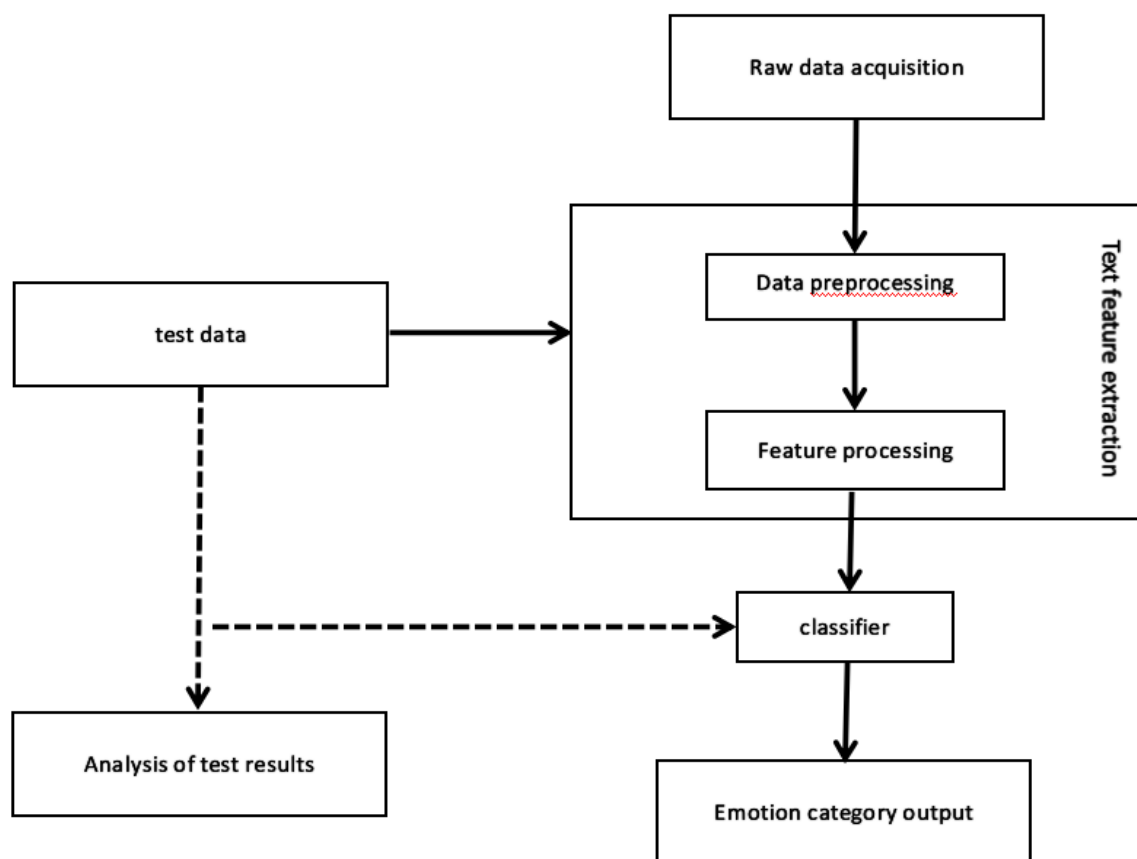 Raw data acquisition
Data preprocessing
Text feature extraction
test data
Feature processing
classifier
Analysis of test results
Emotion category output